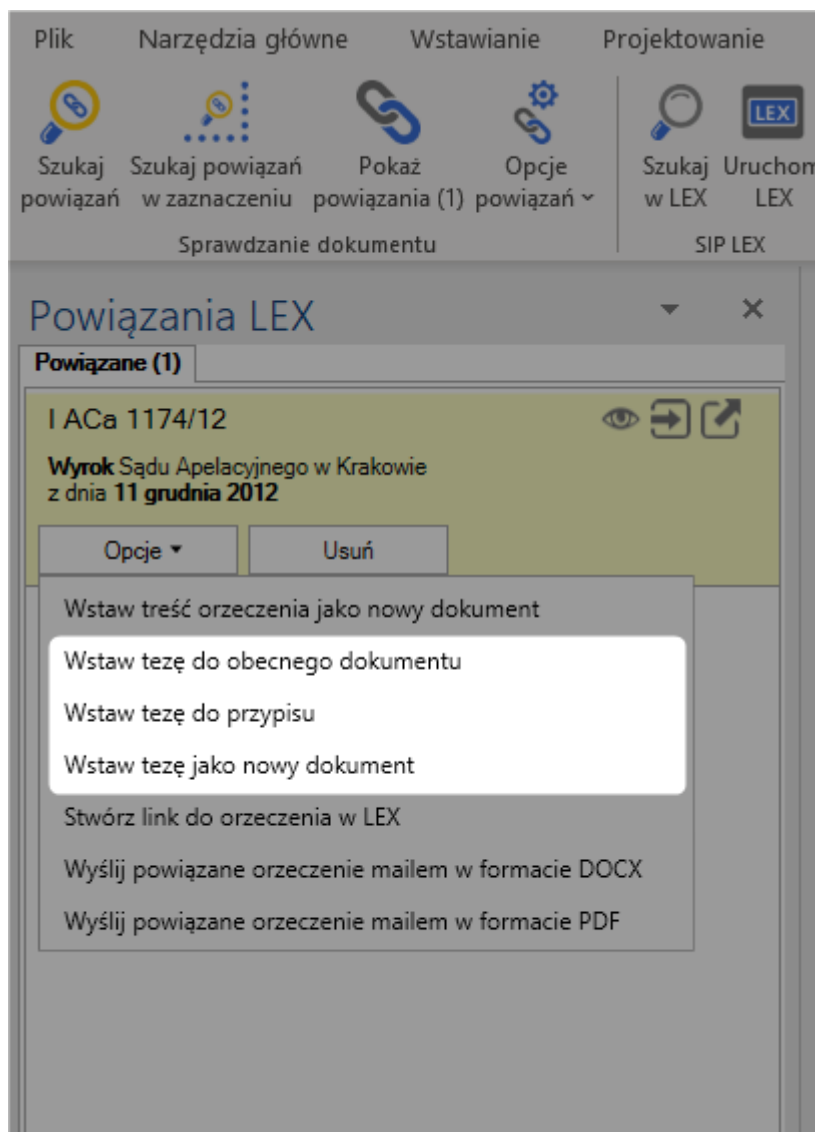 Plik Narzędzia główne Wstawianie Projektowanie
LEX
Szukaj powiązań
Szukaj powiązań w zaznaczeniu
Pokaż powiązania (1)
Opcje powiązań
Szukaj w LEX
Uruchom LEX
Sprawdzanie dokumentu
SIP LEX
Powiązania LEX
Powiązane (1)
I ACa 1174/12
Wyrok Sądu Apelacyjnego w Krakowie
z dnia 11 grudnia 2012
Opcje Usuń
Wstaw treść orzeczenia jako nowy dokument
Wstaw tezę do obecnego dokumentu
Wstaw tezę do przypisu
Wstaw tezę jako nowy dokument
Stwórz link do orzeczenia w LEX
Wyślij powiązane orzeczenie mailem w formacie DOCX
Wyślij powiązane orzeczenie mailem w formacie PDF